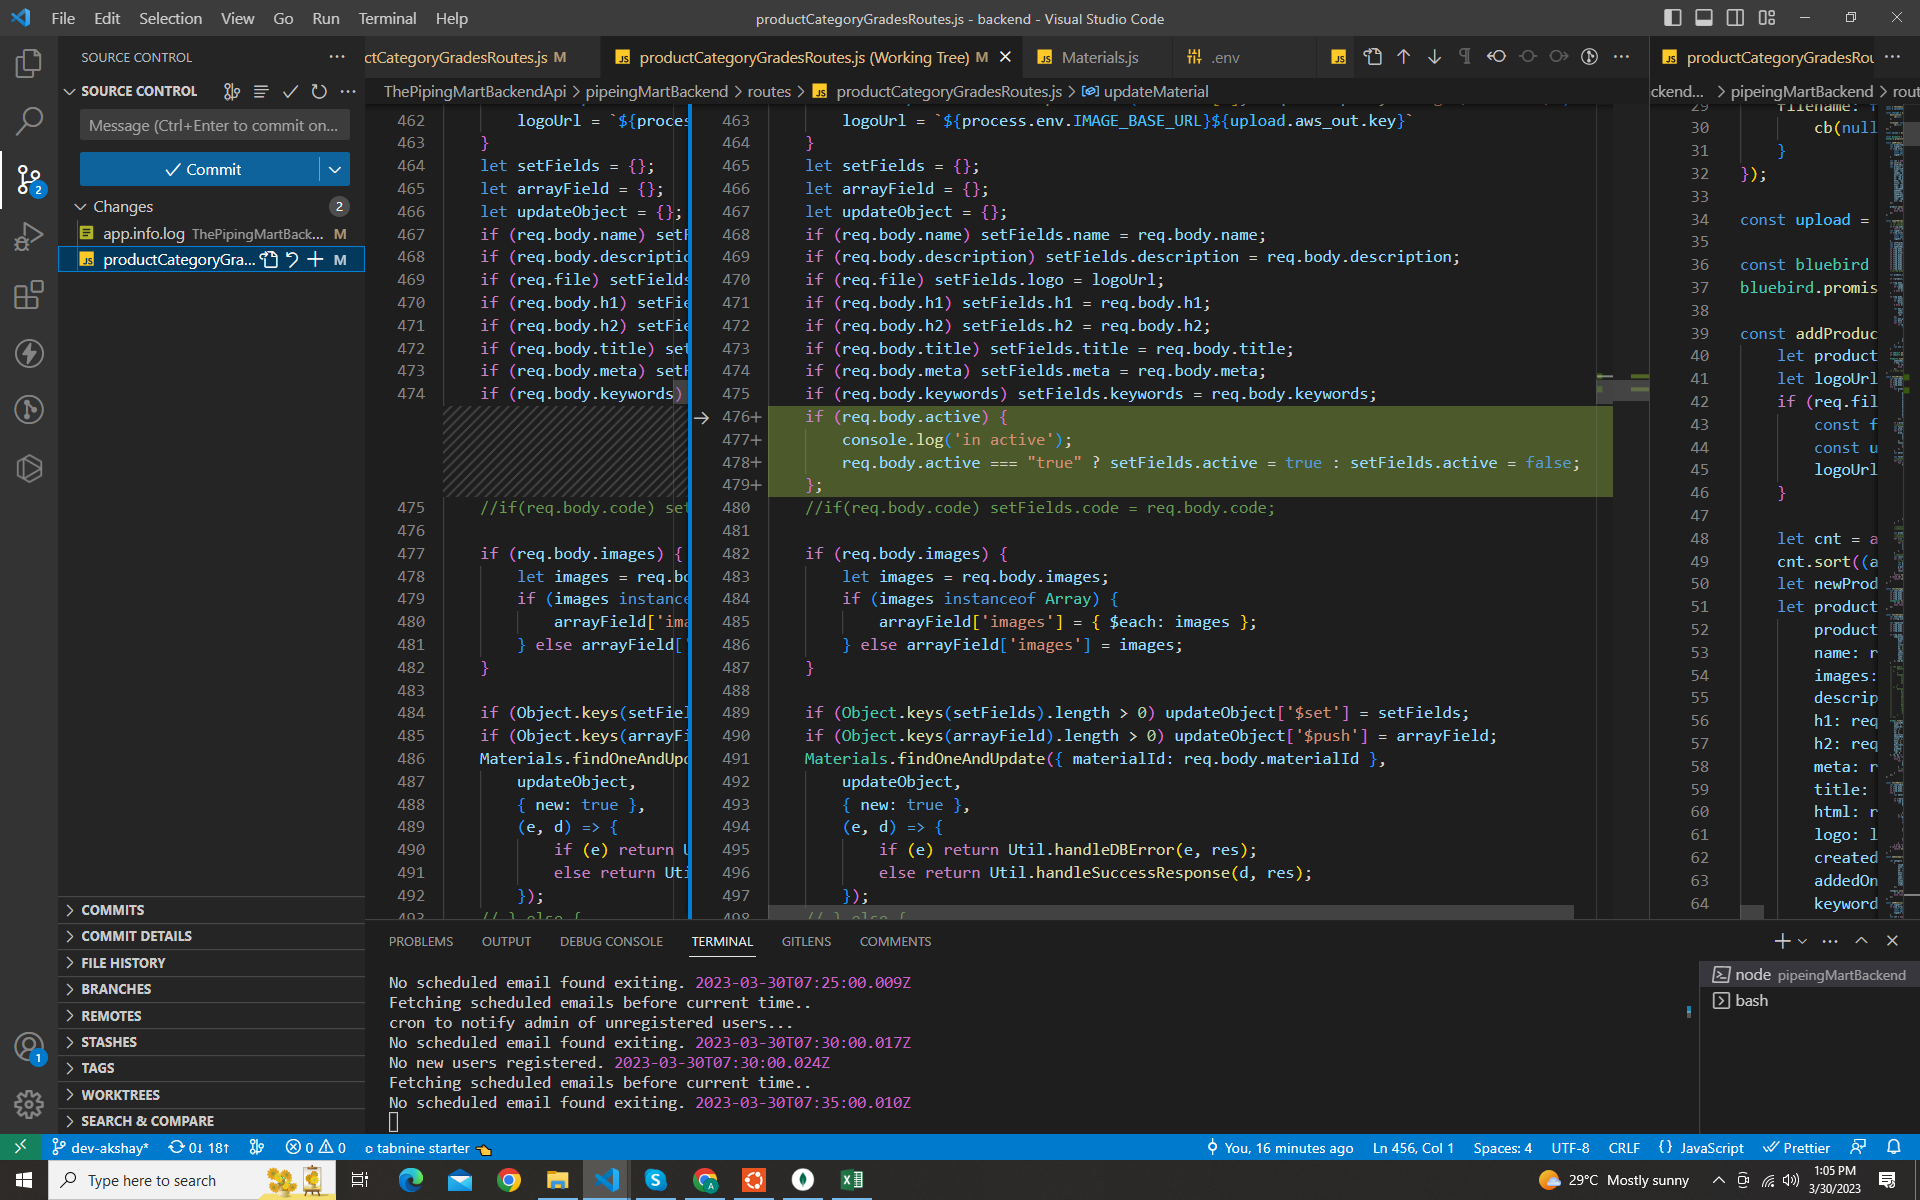 File Edit Selection View Go Run Terminal Help
productCategoryGradesRoutes.js - backend - Visual Studio Code
SOURCE CONTROL
SOURCE CONTROL
Message (Ctrl+Enter to commit on...
Commit
Changes 2
app.info.log ThePipingMartBack... M
productCategoryGra... M
COMMITS
COMMIT DETAILS
FILE HISTORY
BRANCHES
REMOTES
STASHES
TAGS
WORKTREES
SEARCH & COMPARE
2
1
ctCategoryGradesRoutes.js M
productCategoryGradesRoutes.js (Working Tree) M
Materials.js
.env
productCategoryGradesRou
ThePipingMartBackendApi > pipeingMartBackend > routes > productCategoryGradesRoutes.js > updateMaterial
ckend... > pipeingMartBackend > rout
462 logoUrl = `${proces
463 }
464 let setFields = {};
465 let arrayField = {};
466 let updateObject = {};
467 if (req.body.name) setF
468 if (req.body.descriptio
469 if (req.file) setFields
470 if (req.body.h1) setFie
471 if (req.body.h2) setFie
472 if (req.body.title) set
473 if (req.body.meta) setF
474 if (req.body.keywords)
475 //if(req.body.code) set
476
477 if (req.body.images) {
478 let images = req.bo
479 if (images instance
480 arrayField['ima
481 } else arrayField['
482 }
483
484 if (Object.keys(setFiel
485 if (Object.keys(arrayFi
486 Materials.findOneAndUpd
487 updateObject,
488 { new: true },
489 (e, d) => {
490 if (e) return U
491 else return Uti
492 });
493 // } else {
463 logoUrl = `${process.env.IMAGE_BASE_URL}${upload.aws_out.key}`
464 }
465 let setFields = {};
466 let arrayField = {};
467 let updateObject = {};
468 if (req.body.name) setFields.name = req.body.name;
469 if (req.body.description) setFields.description = req.body.description;
470 if (req.file) setFields.logo = logoUrl;
471 if (req.body.h1) setFields.h1 = req.body.h1;
472 if (req.body.h2) setFields.h2 = req.body.h2;
473 if (req.body.title) setFields.title = req.body.title;
474 if (req.body.meta) setFields.meta = req.body.meta;
475 if (req.body.keywords) setFields.keywords = req.body.keywords;
476+ if (req.body.active) {
477+ console.log('in active');
478+ req.body.active === "true" ? setFields.active = true : setFields.active = false;
479+ };
480 //if(req.body.code) setFields.code = req.body.code;
481
482 if (req.body.images) {
483 let images = req.body.images;
484 if (images instanceof Array) {
485 arrayField['images'] = { $each: images };
486 } else arrayField['images'] = images;
487 }
488
489 if (Object.keys(setFields).length > 0) updateObject['$set'] = setFields;
490 if (Object.keys(arrayField).length > 0) updateObject['$push'] = arrayField;
491 Materials.findOneAndUpdate({ materialId: req.body.materialId },
492 updateObject,
493 { new: true },
494 (e, d) => {
495 if (e) return Util.handleDBError(e, res);
496 else return Util.handleSuccessResponse(d, res);
497 });
498 // } else {
29 filename: f
30 cb(null
31 }
32 });
33
34 const upload =
35
36 const bluebird
37 bluebird.promis
38
39 const addProduc
40 let product
41 let logoUrl
42 if (req.fil
43 const f
44 const u
45 logoUrl
46 }
47
48 let cnt = a
49 cnt.sort((a
50 let newProd
51 let product
52 product
53 name: r
54 images:
55 descrip
56 h1: req
57 h2: req
58 meta: r
59 title:
60 html: r
61 logo: l
62 created
63 addedOn
64 keyword
PROBLEMS OUTPUT DEBUG CONSOLE TERMINAL GITLENS COMMENTS
No scheduled email found exiting. 2023-03-30T07:25:00.009Z
Fetching scheduled emails before current time..
cron to notify admin of unregistered users...
No scheduled email found exiting. 2023-03-30T07:30:00.017Z
No new users registered. 2023-03-30T07:30:00.024Z
Fetching scheduled emails before current time..
No scheduled email found exiting. 2023-03-30T07:35:00.010Z
node pipeingMartBackend
bash
dev-akshay* 0↓ 18↑ 0 0 tabnine starter
You, 16 minutes ago Ln 456, Col 1 Spaces: 4 UTF-8 CRLF {} JavaScript Prettier
Type here to search
29°C Mostly sunny
1:05 PM
3/30/2023